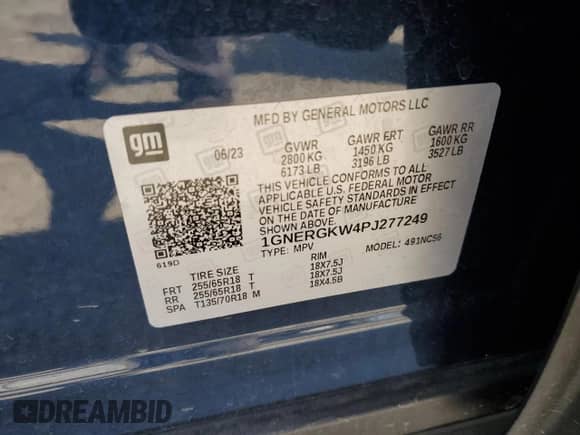 MFD BY GENERAL MOTORS LLC
gm
06/23
GVWR GAWR FRT GAWR RR
2800 KG 1450 KG 1600 KG
6173 LB 3196 LB 3527 LB
THIS VEHICLE CONFORMS TO ALL
APPLICABLE U.S. FEDERAL MOTOR
VEHICLE SAFETY STANDARDS IN EFFECT
ON THE DATE OF MANUFACTURE
SHOWN ABOVE.
1GNERGKW4PJ277249
TYPE: MPV MODEL: 491NC56
619D
TIRE SIZE RIM
FRT 255/65R18 T 18X7.5J
RR 255/65R18 T 18X7.5J
SPA T135/70R18 M 18X4.5B
DREAMBID